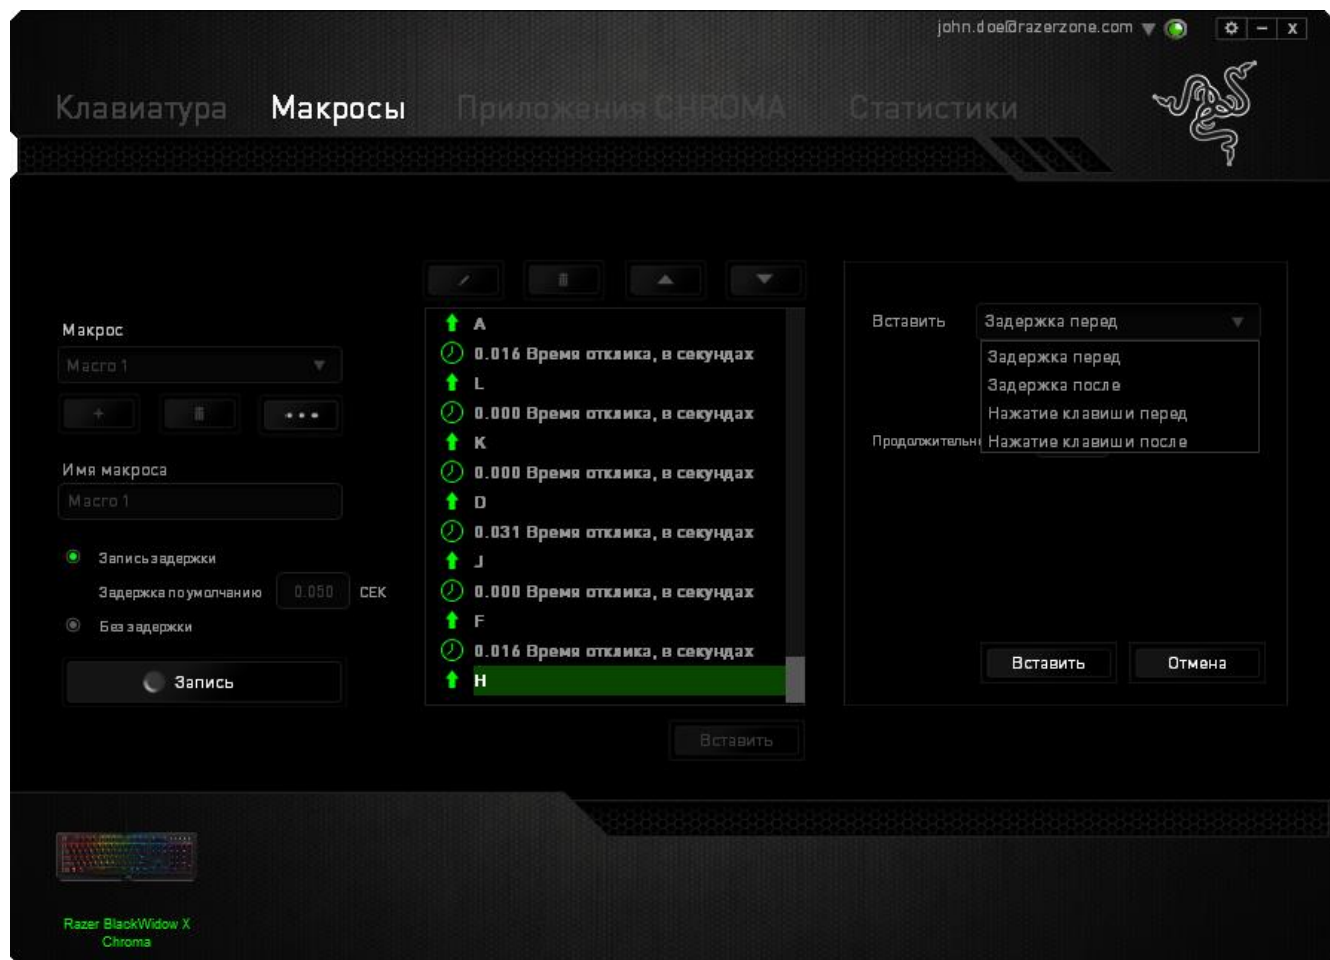 john.doe@razerzone.com
Клавиатура Макросы Приложения CHROMA Статистики
Макрос
Macro 1
Имя макроса
Macro 1
Запись задержки
Задержка по умолчанию 0.050 СЕК
Без задержки
Запись
A
0.016 Время отклика, в секундах
L
0.000 Время отклика, в секундах
K
0.000 Время отклика, в секундах
D
0.031 Время отклика, в секундах
J
0.000 Время отклика, в секундах
F
0.016 Время отклика, в секундах
H
Вставить
Вставить Задержка перед
Задержка перед
Задержка после
Нажатие клавиши перед
Продолжительн Нажатие клавиши после
Вставить Отмена
Razer BlackWidow X
Chroma